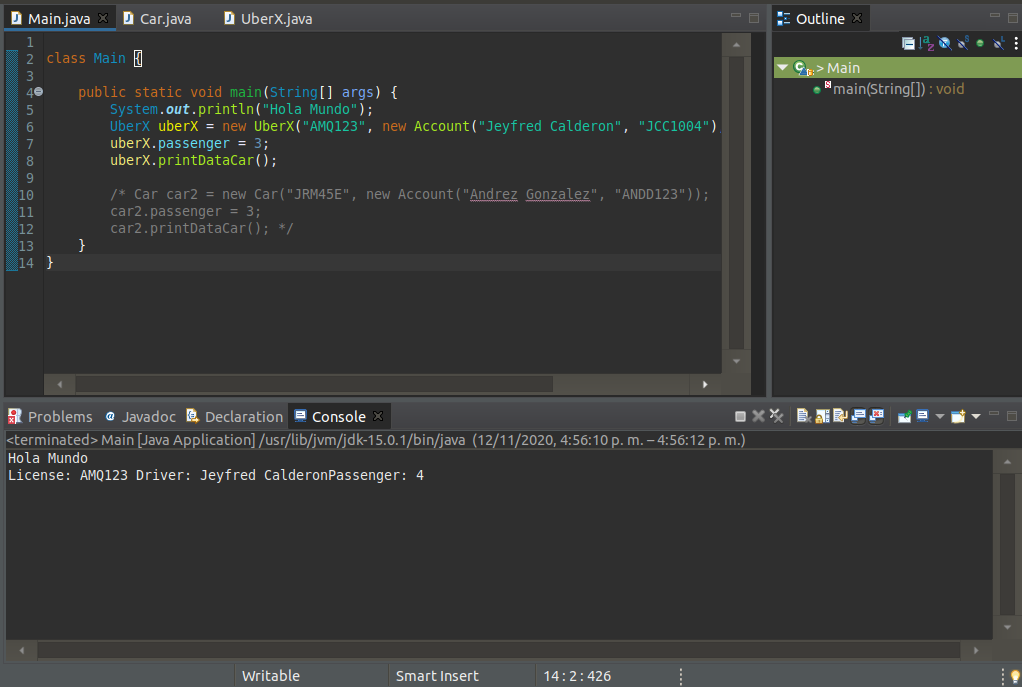 Main.java Car.java UberX.java
Outline
1
2 class Main {
3
4 public static void main(String[] args) {
5 System.out.println("Hola Mundo");
6 UberX uberX = new UberX("AMQ123", new Account("Jeyfred Calderon", "JCC1004")
7 uberX.passenger = 3;
8 uberX.printDataCar();
9
10 /* Car car2 = new Car("JRM45E", new Account("Andrez Gonzalez", "ANDD123"));
11 car2.passenger = 3;
12 car2.printDataCar(); */
13 }
14 }
> Main
main(String[]) : void
Problems Javadoc Declaration Console
<terminated> Main [Java Application] /usr/lib/jvm/jdk-15.0.1/bin/java (12/11/2020, 4:56:10 p. m. – 4:56:12 p. m.)
Hola Mundo
License: AMQ123 Driver: Jeyfred CalderonPassenger: 4
Writable Smart Insert 14 : 2 : 426